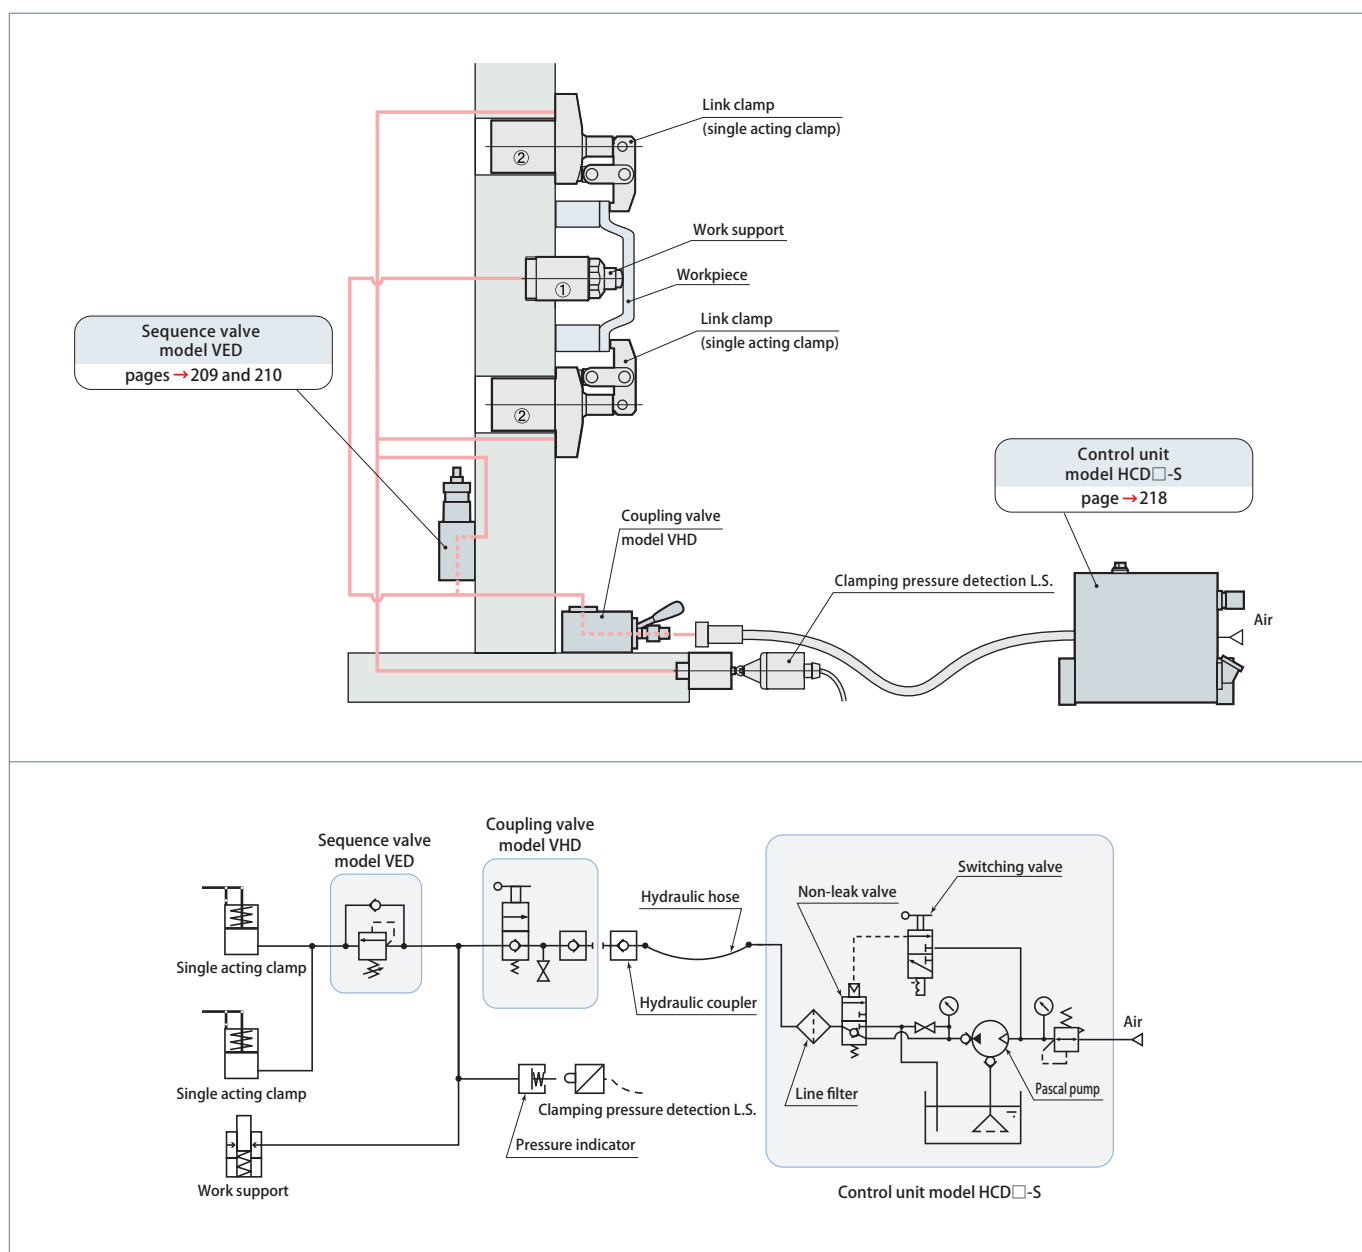 Link clamp
(single acting clamp)
②
Work support
①
Workpiece
Link clamp
(single acting clamp)
②
Sequence valve
model VED
pages →209 and 210
Control unit
model HCD□-S
page →218
Coupling valve
model VHD
Clamping pressure detection L.S.
Air
Sequence valve
model VED
Coupling valve
model VHD
Switching valve
Non-leak valve
Hydraulic hose
Single acting clamp
Hydraulic coupler
Air
Single acting clamp
Line filter
Pascal pump
Clamping pressure detection L.S.
Pressure indicator
Work support
Control unit model HCD□-S